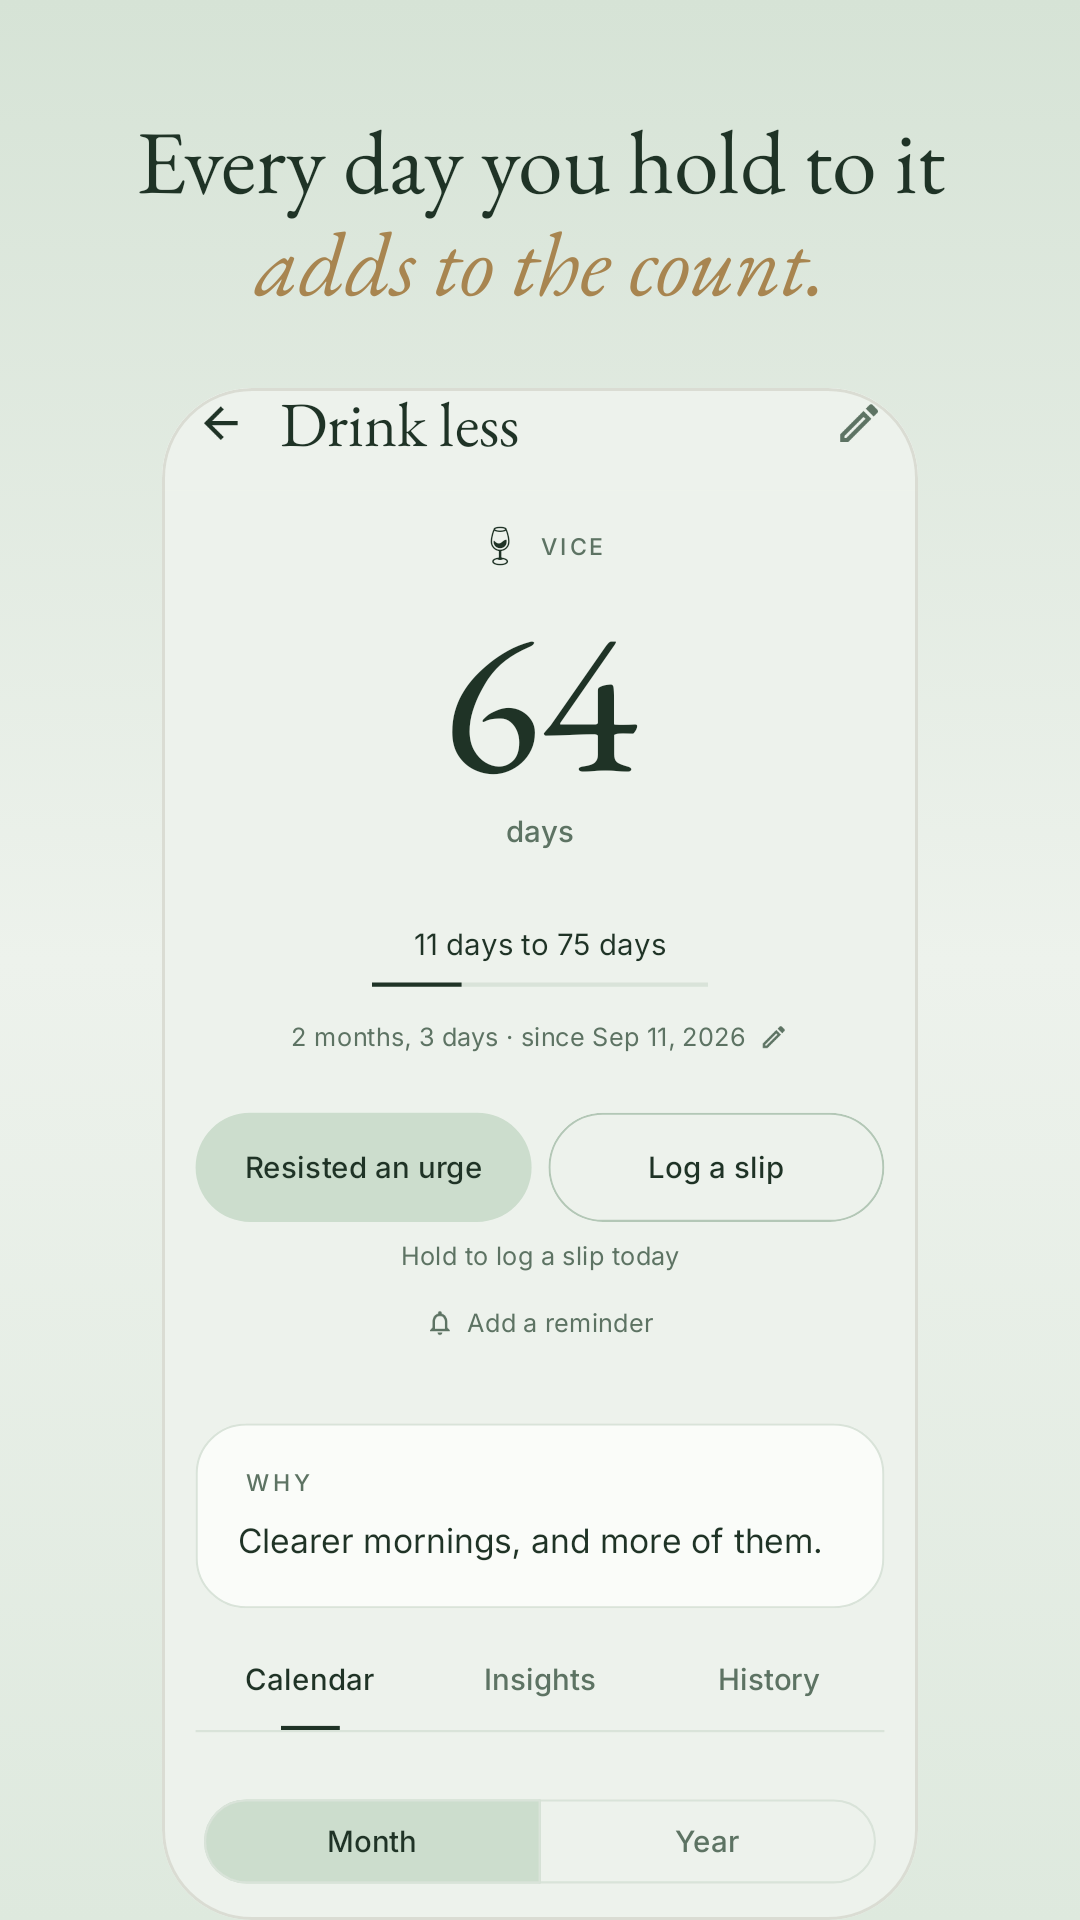 Every day you hold to it
adds to the count.
Drink less
VICE
64
days
11 days to 75 days
2 months, 3 days · since Sep 11, 2026
Resisted an urge
Log a slip
Hold to log a slip today
Add a reminder
WHY
Clearer mornings, and more of them.
Calendar
Insights
History
Month
Year